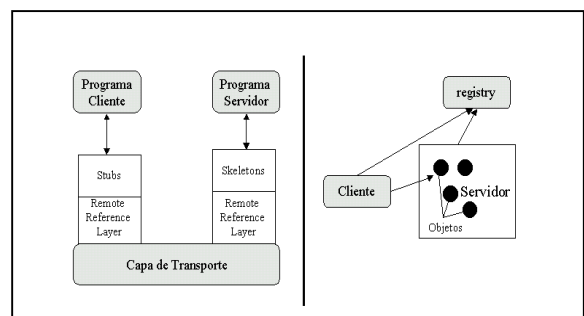 Programa
Cliente
Programa
Servidor
Stubs
Skeletons
Remote
Reference
Layer
Remote
Reference
Layer
Capa de Transporte
registry
Cliente
Servidor
Objetos